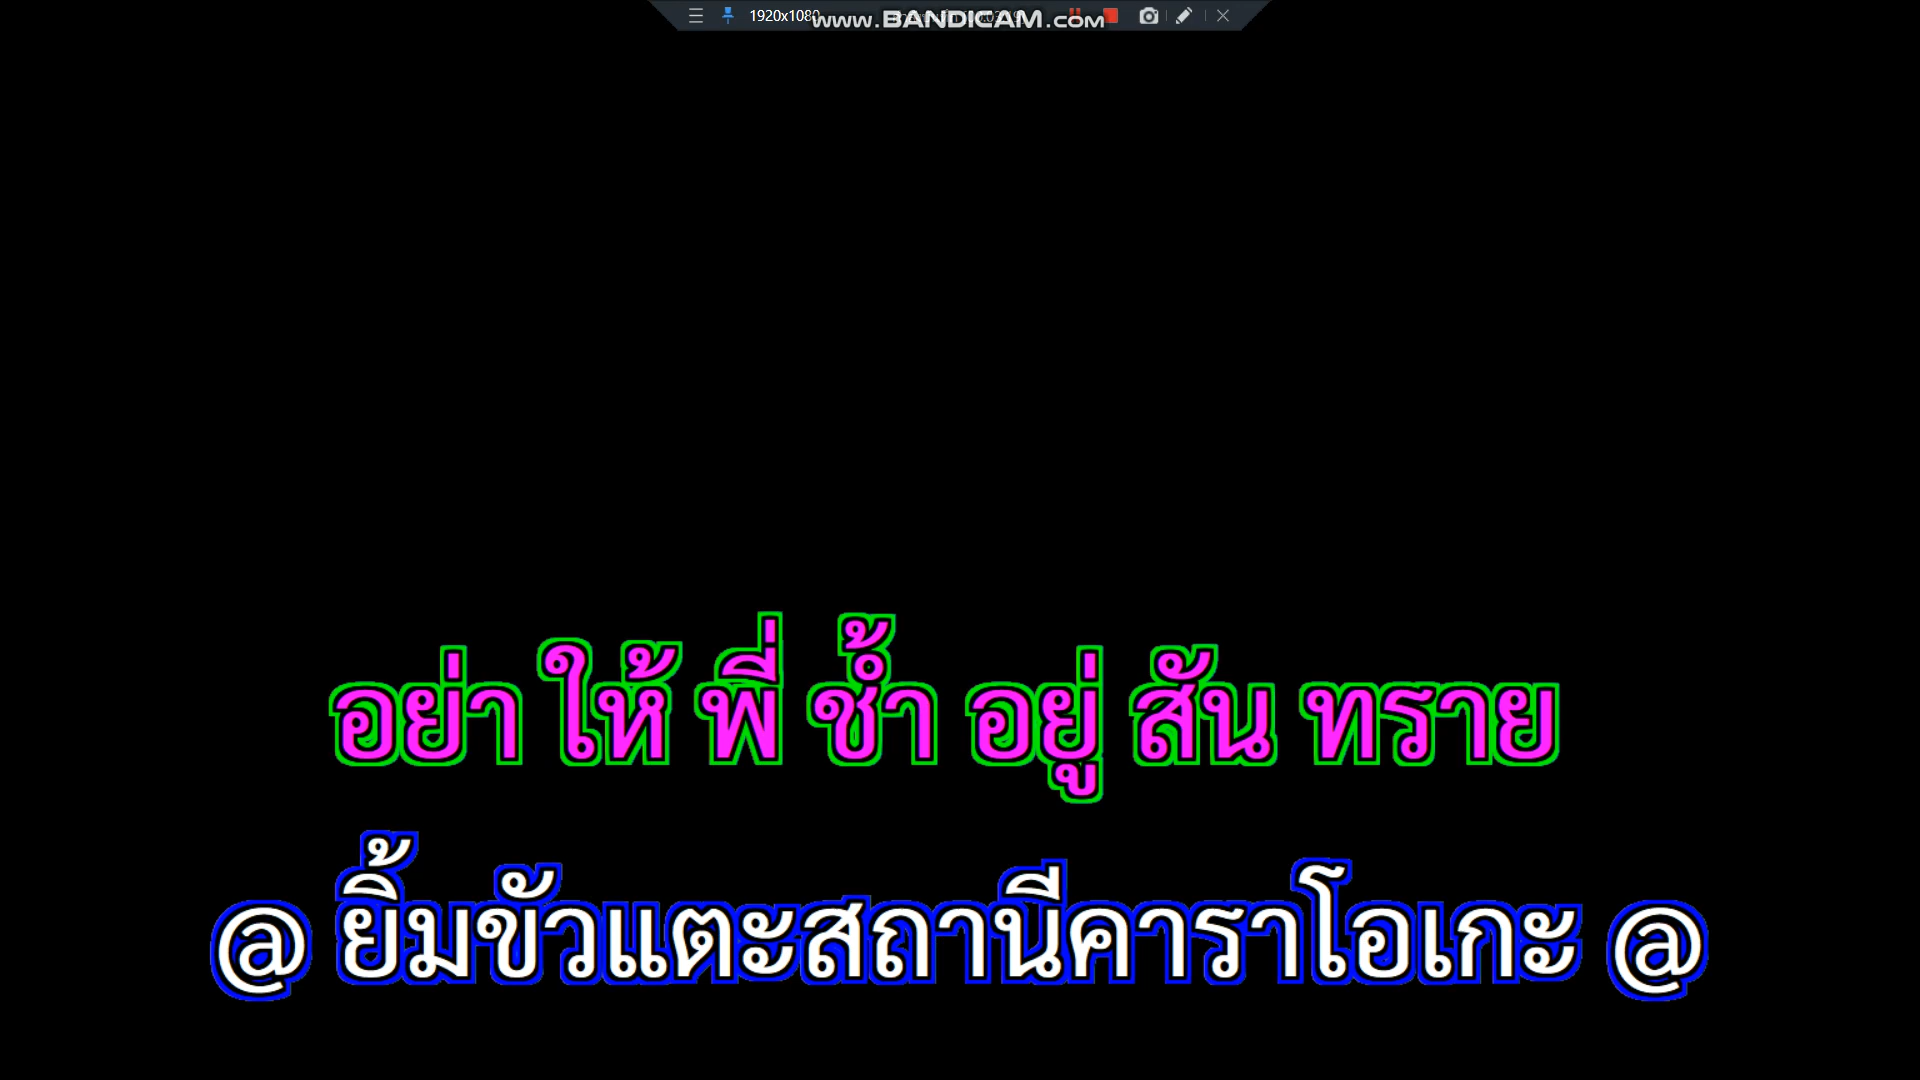 1920x1080
www.BANDICAM.com
อย่า ให้ พี่ ช้ำ อยู่ สัน ทราย
@ ยิ้มขัวแตะสถานีคาราโอเกะ @